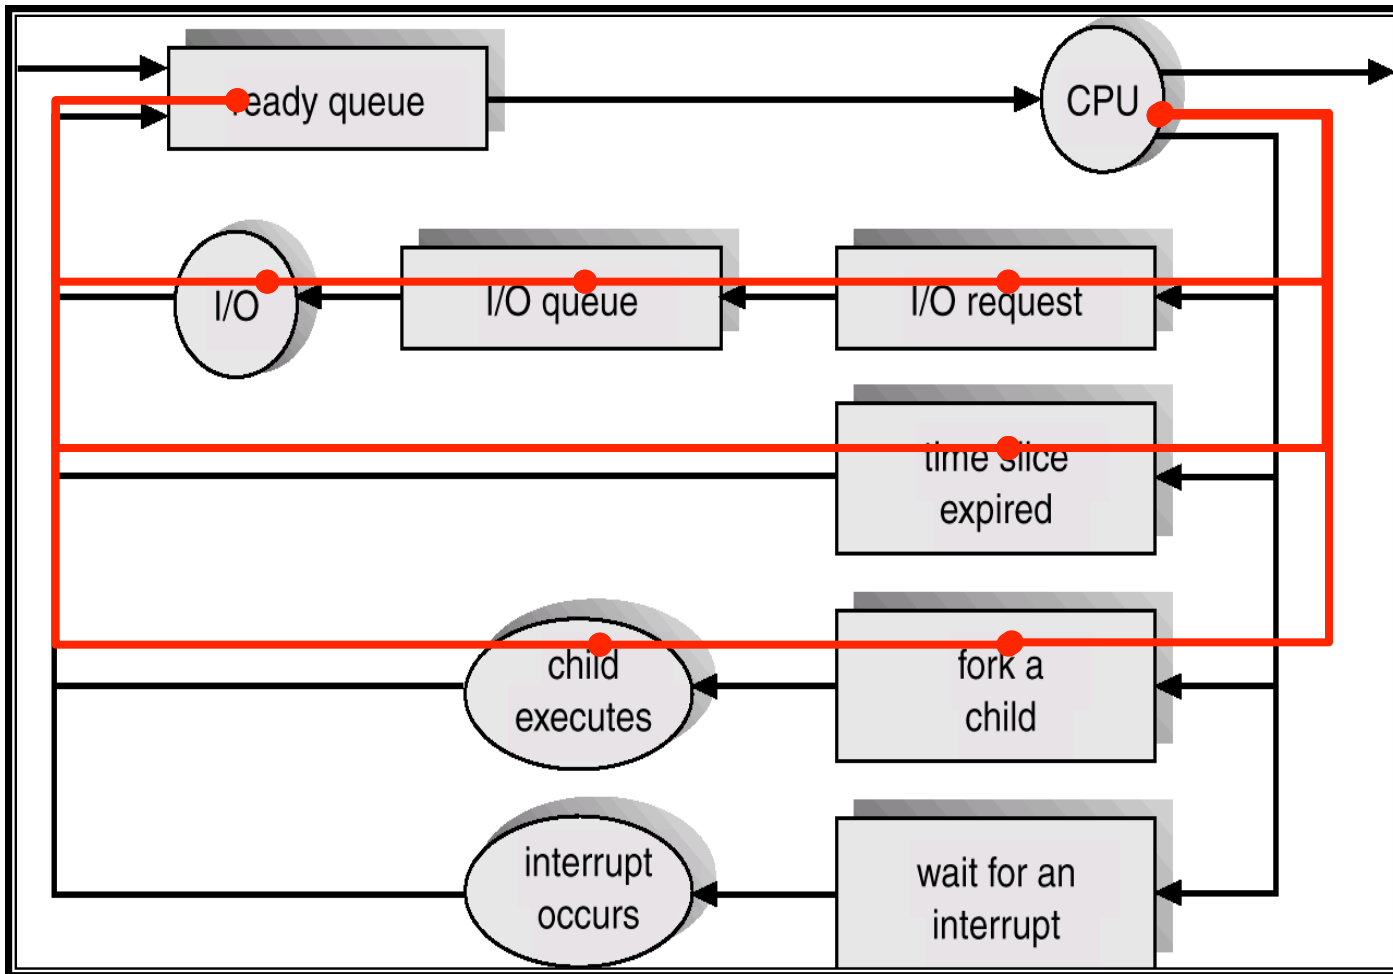 ready queue
CPU
I/O
I/O queue
I/O request
time slice
expired
child
executes
fork a
child
interrupt
occurs
wait for an
interrupt